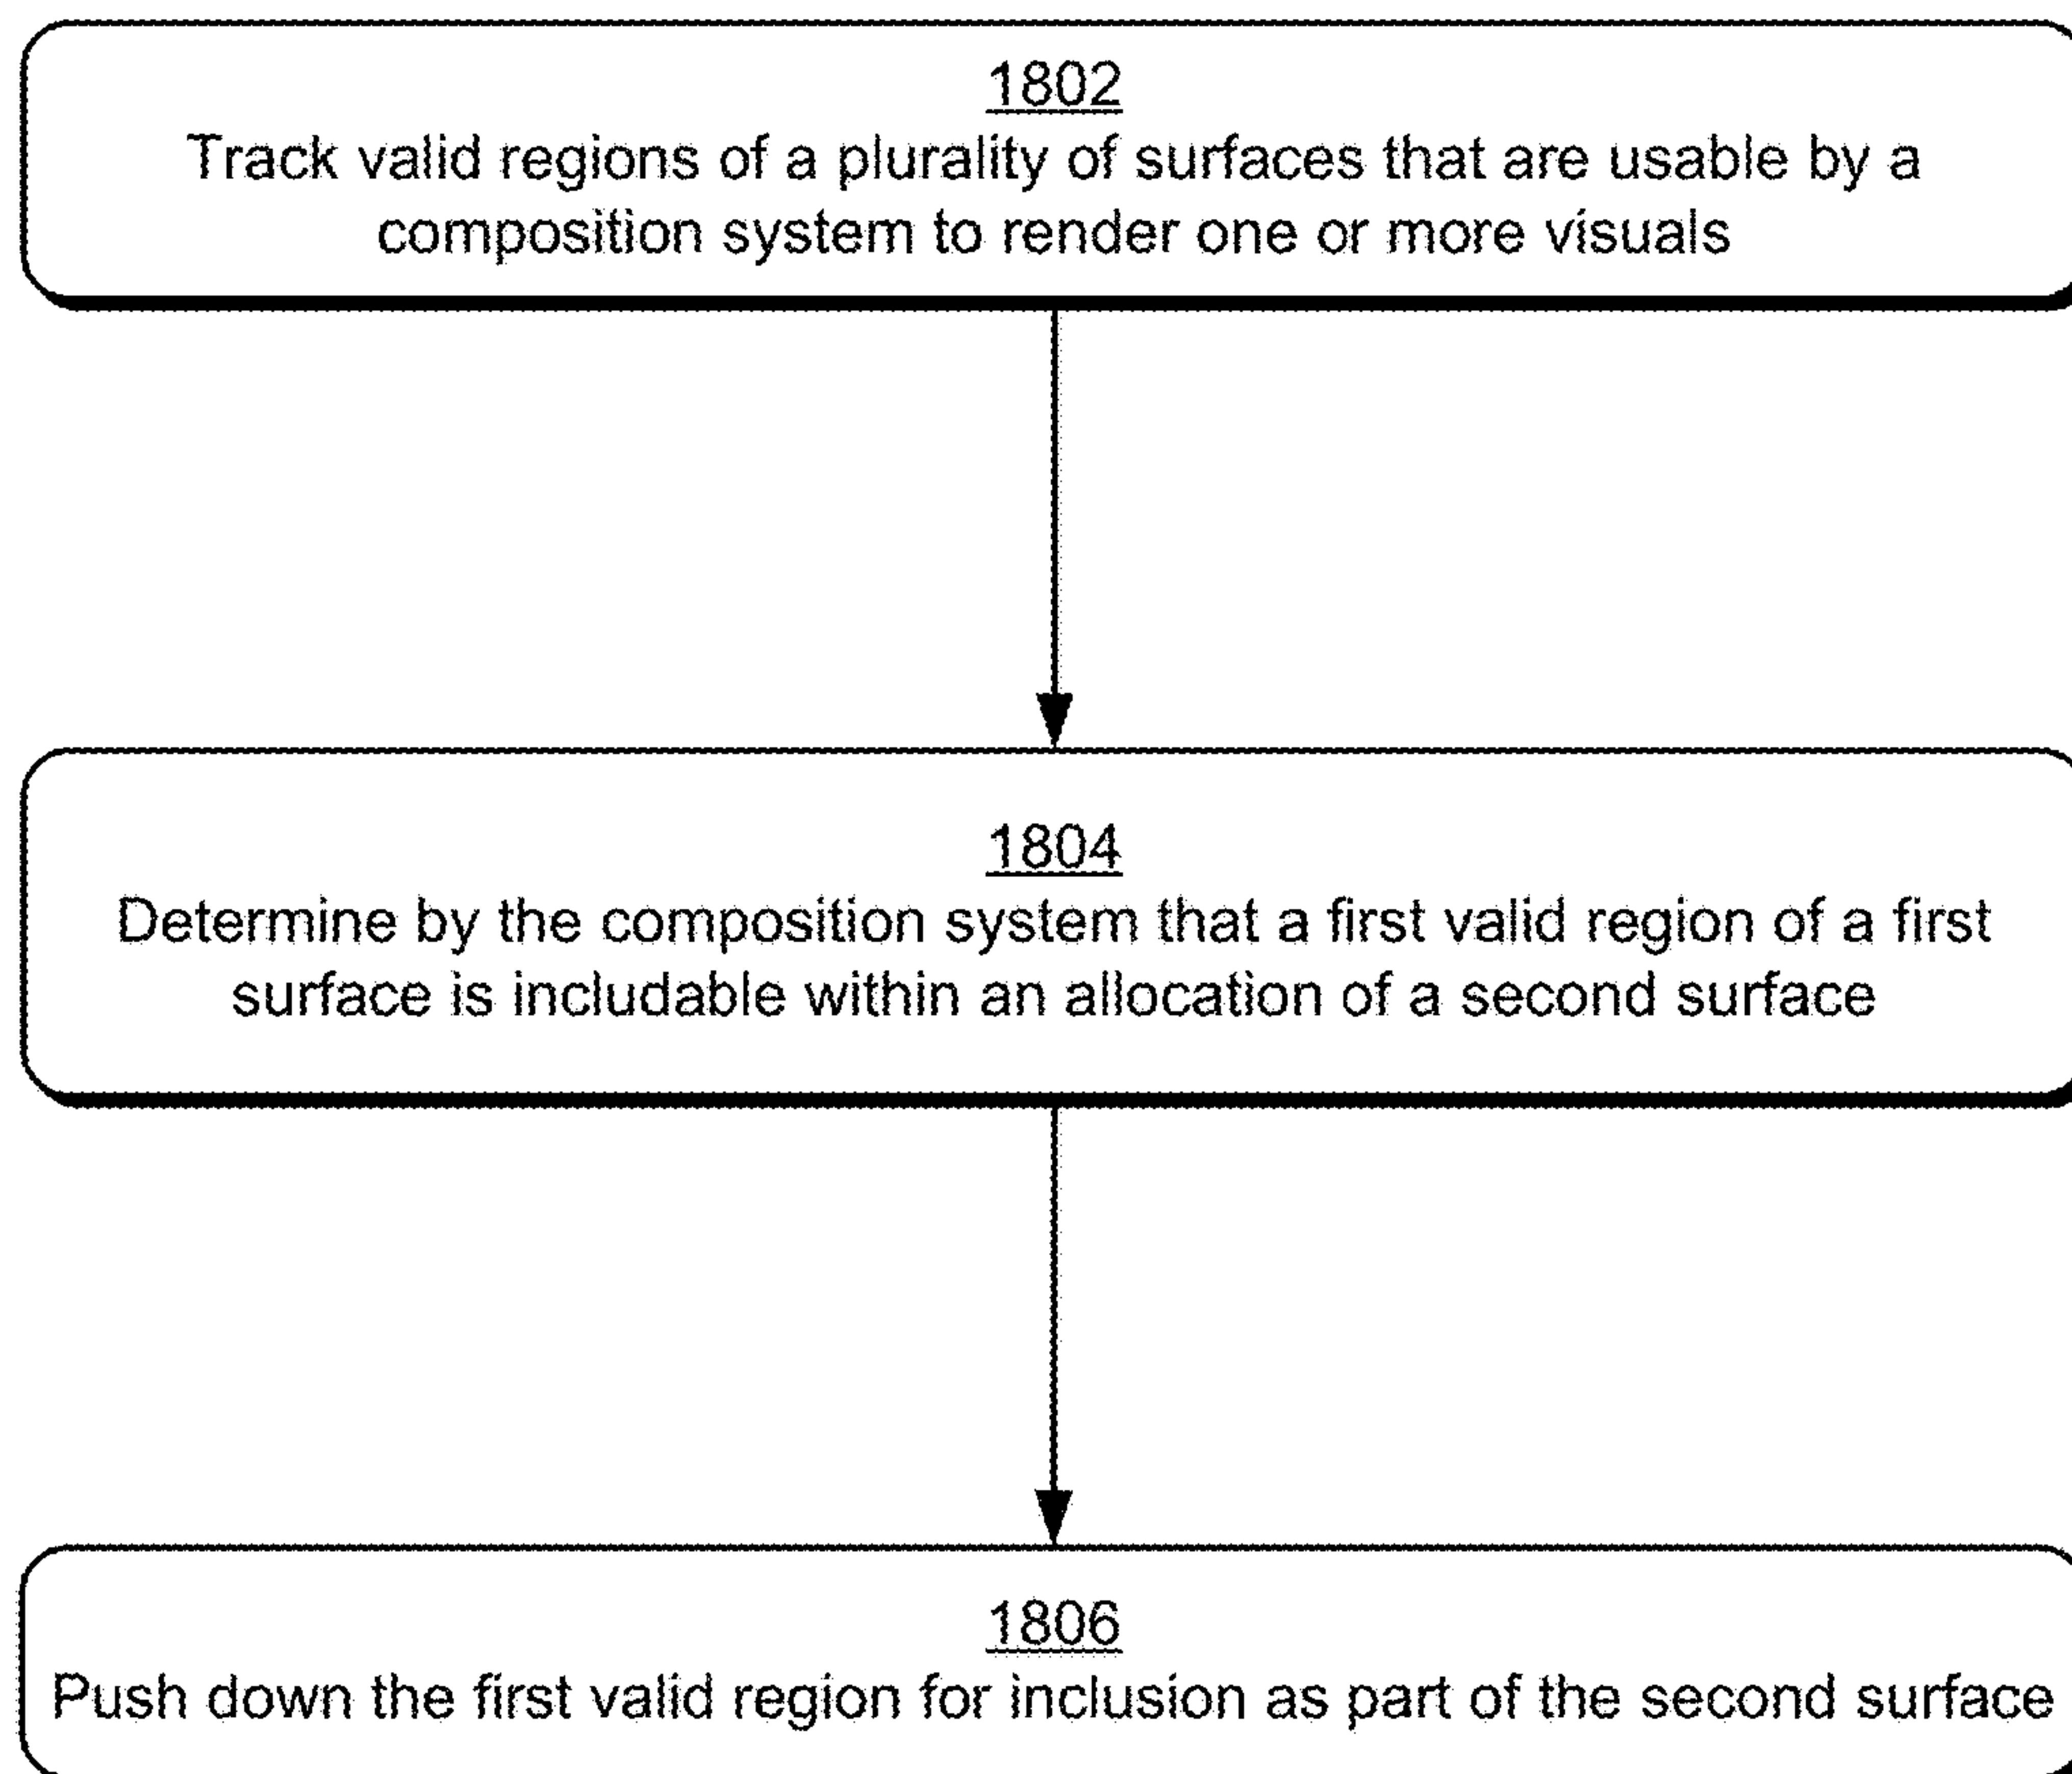 1802
Track valid regions of a plurality of surfaces that are usable by a
composition system to render one or more visuals
1804
Determine by the composition system that a first valid region of a first
surface is includable within an allocation of a second surface
1806
Push down the first valid region for inclusion as part of the second surface